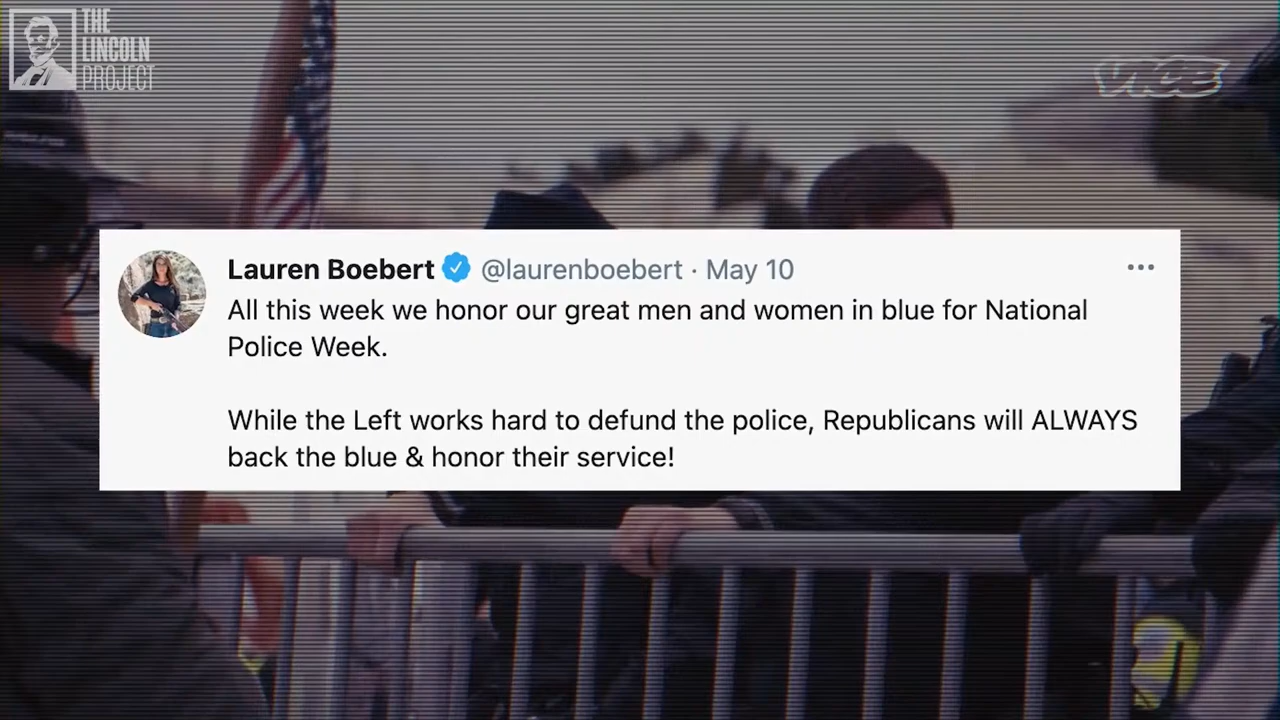 THE
LINCOLN
PROJECT
VICE
Lauren Boebert @laurenboebert · May 10
All this week we honor our great men and women in blue for National
Police Week.
While the Left works hard to defund the police, Republicans will ALWAYS
back the blue & honor their service!